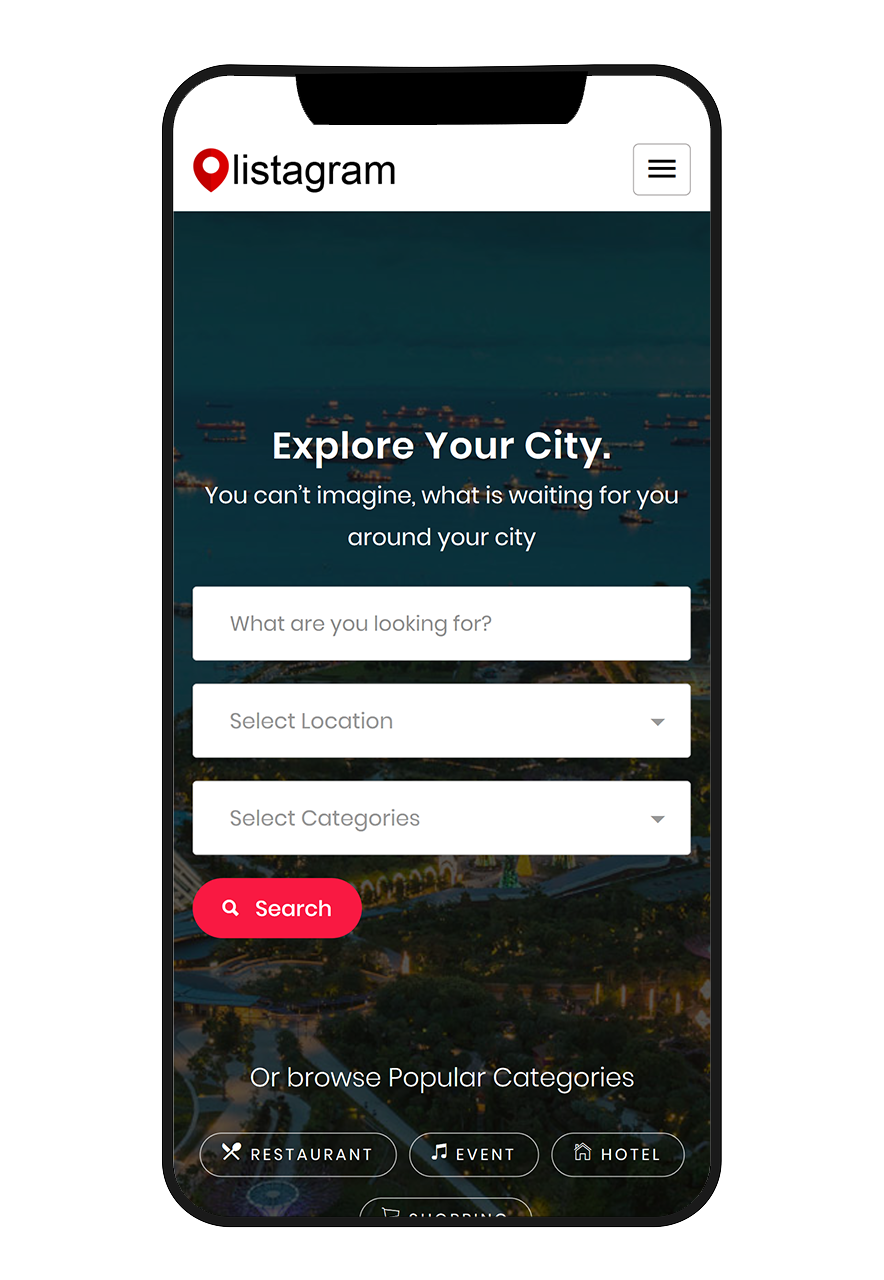 listagram
Explore Your City.
You can't imagine, what is waiting for you
around your city
What are you looking for?
Select Location
Select Categories
Search
Or browse Popular Categories
RESTAURANT
EVENT
HOTEL
SHOPPING